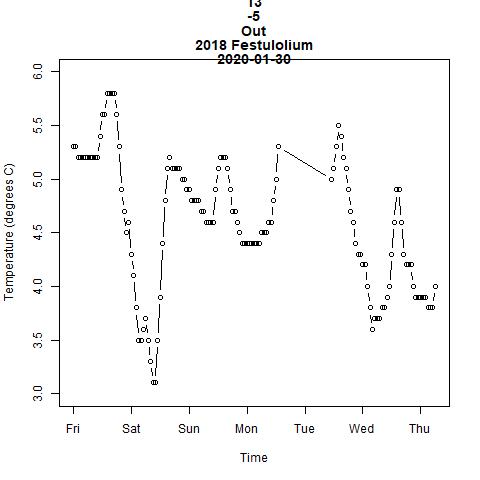 13
-5
Out
2018 Festulolium
2020-01-30
6.0
5.5
5.0
4.5
4.0
3.5
3.0
Temperature (degrees C)
Fri Sat Sun Mon Tue Wed Thu
Time